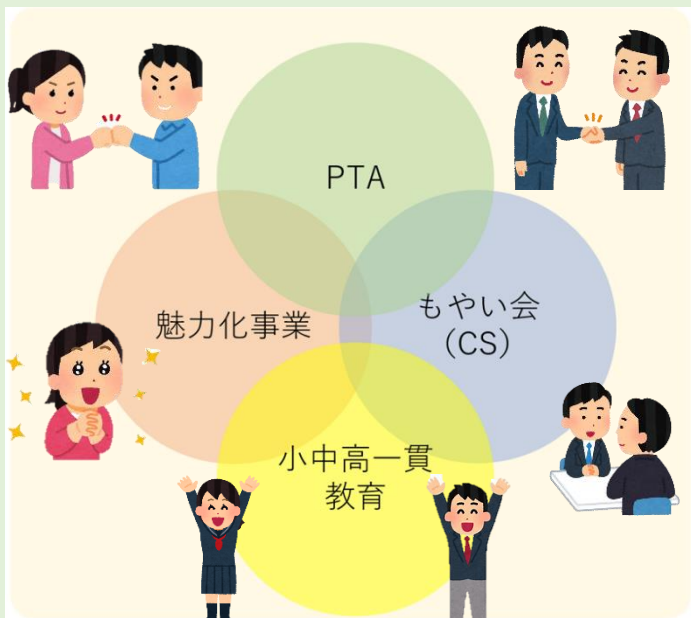 PTA
魅力化事業
もやい会
(CS)
小中高一貫
教育